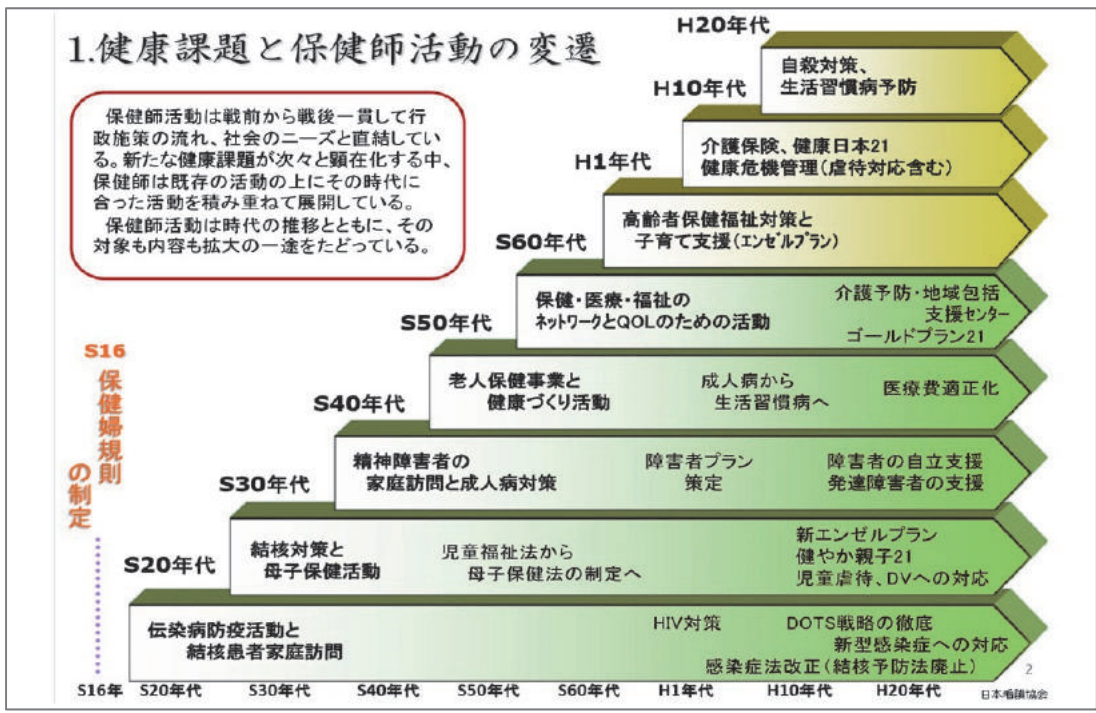 1.健康課題と保健師活動の変遷
保健師活動は戦前から戦後一貫して行
政施策の流れ、社会のニーズと直結してい
る。新たな健康課題が次々と顕在化する中、
保健師は既存の活動の上にその時代に
合った活動を積み重ねて展開している。
保健師活動は時代の推移とともに、その
対象も内容も拡大の一途をたどっている。
H20年代
自殺対策、
生活習慣病予防
H10年代
介護保険、健康日本21
健康危機管理(虐待対応含む)
H1年代
高齢者保健福祉対策と
子育て支援(エンゼルプラン)
S60年代
保健・医療・福祉の
ネットワークとQOLのための活動
介護予防・地域包括
支援センター
ゴールドプラン21
S50年代
老人保健事業と
健康づくり活動
成人病から
生活習慣病へ
医療費適正化
S40年代
精神障害者の
家庭訪問と成人病対策
障害者プラン
策定
障害者の自立支援
発達障害者の支援
S30年代
結核対策と
母子保健活動
児童福祉法から
母子保健法の制定へ
新エンゼルプラン
健やか親子21
児童虐待、DVへの対応
S20年代
伝染病防疫活動と
結核患者家庭訪問
HIV対策
DOTS戦略の徹底
新型感染症への対応
感染症法改正(結核予防法廃止)
S16
保健婦規則
の制定
S16年 S20年代 S30年代 S40年代 S50年代 S60年代 H1年代 H10年代 H20年代
2
日本看護協会